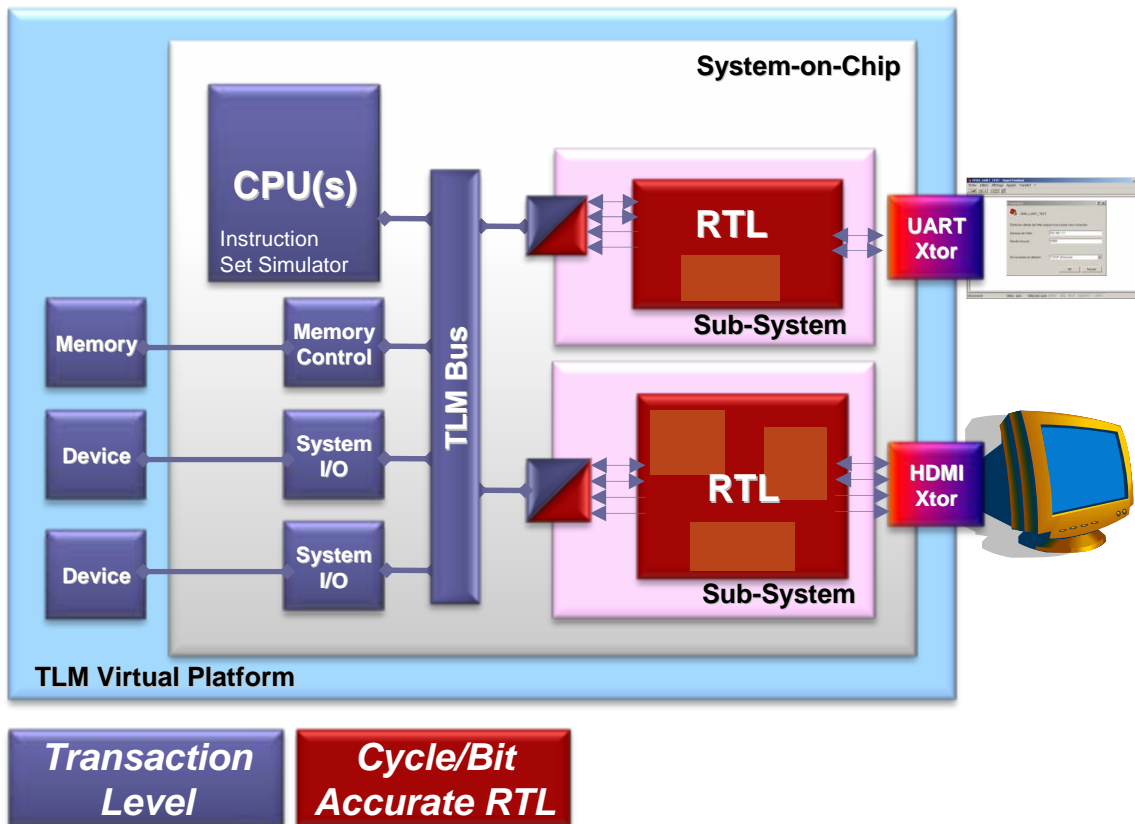 System-on-Chip
CPU(s)
Instruction
Set Simulator
RTL
UART
Xtor
Sub-System
Memory
Memory
Control
TLM Bus
Device
System
I/O
RTL
HDMI
Xtor
Device
System
I/O
Sub-System
TLM Virtual Platform
Transaction
Level
Cycle/Bit
Accurate RTL